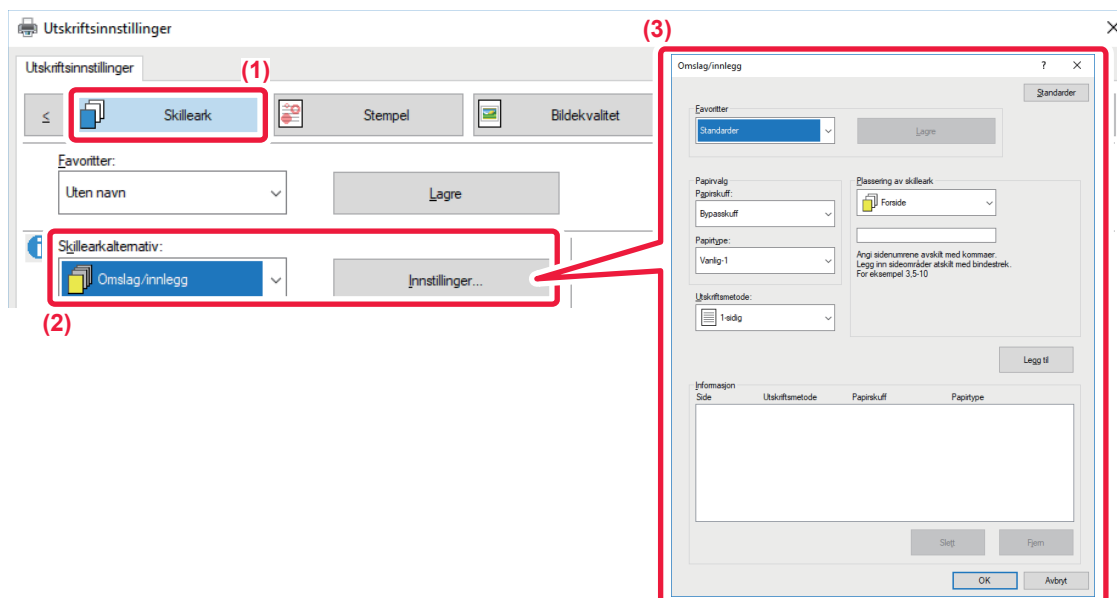 Utskriftsinnstillinger
Utskriftsinnstillinger
(1)
≤
Skilleark
Stempel
Bildekvalitet
Favoritter:
Uten navn
Lagre
Skillearkalternativ:
Omslag/innlegg
Innstillinger...
(2)
(3)
Omslag/innlegg
?
Standarder
Favoritter
Standarder
Lagre
Papirvalg
Papirskuff:
Bypasskuff
Papirtype:
Vanlig-1
Plassering av skilleark
Forside
Angi sidenumrene avskilt med kommaer.
Legg inn sideområder atskilt med bindestrek.
For eksempel 3,5-10
Utskriftsmetode:
1-sidig
Legg til
Informasjon
Side Utskriftsmetode Papirskuff Papirtype
Slett
Fjern
OK
Avbryt